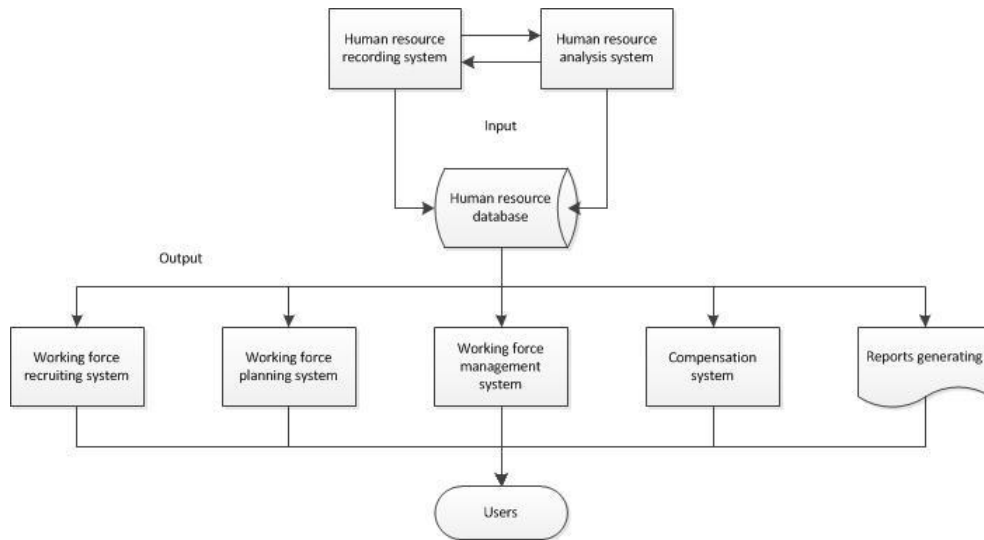 Human resource
recording system
Human resource
analysis system
Input
Human resource
database
Output
Working force
recruiting system
Working force
planning system
Working force
management
system
Compensation
system
Reports generating
Users